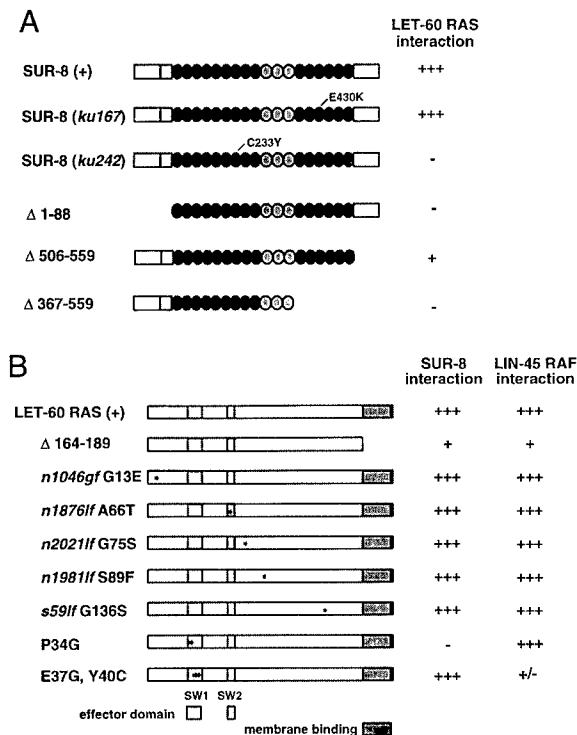 A
LET-60 RAS
interaction
SUR-8 (+) +++
E430K
SUR-8 (ku167) +++
C233Y
SUR-8 (ku242) -
Δ 1-88 -
Δ 506-559 +
Δ 367-559 -
B
SUR-8 LIN-45 RAF
interaction interaction
LET-60 RAS (+) +++ +++
Δ 164-189 + +
n1046gf G13E +++ +++
n1876lf A66T +++ +++
n2021lf G75S +++ +++
n1981lf S89F +++ +++
s59lf G136S +++ +++
P34G - +++
E37G, Y40C +++ +/-
SW1 SW2
effector domain
membrane binding